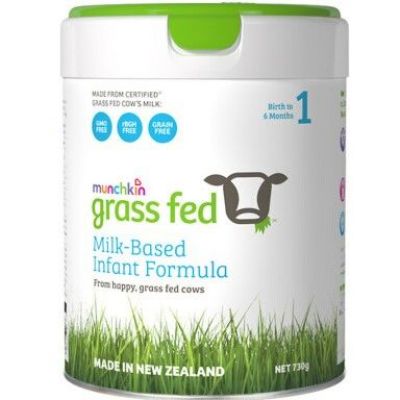 MADE FROM CERTIFIED*
GRASS FED COW'S MILK:
GMO FREE
rBGH FREE
GRAIN FREE
Birth to
6 Months
1
munchkin
grass fed
Milk-Based
Infant Formula
From happy, grass fed cows
MADE IN NEW ZEALAND
NET 730g